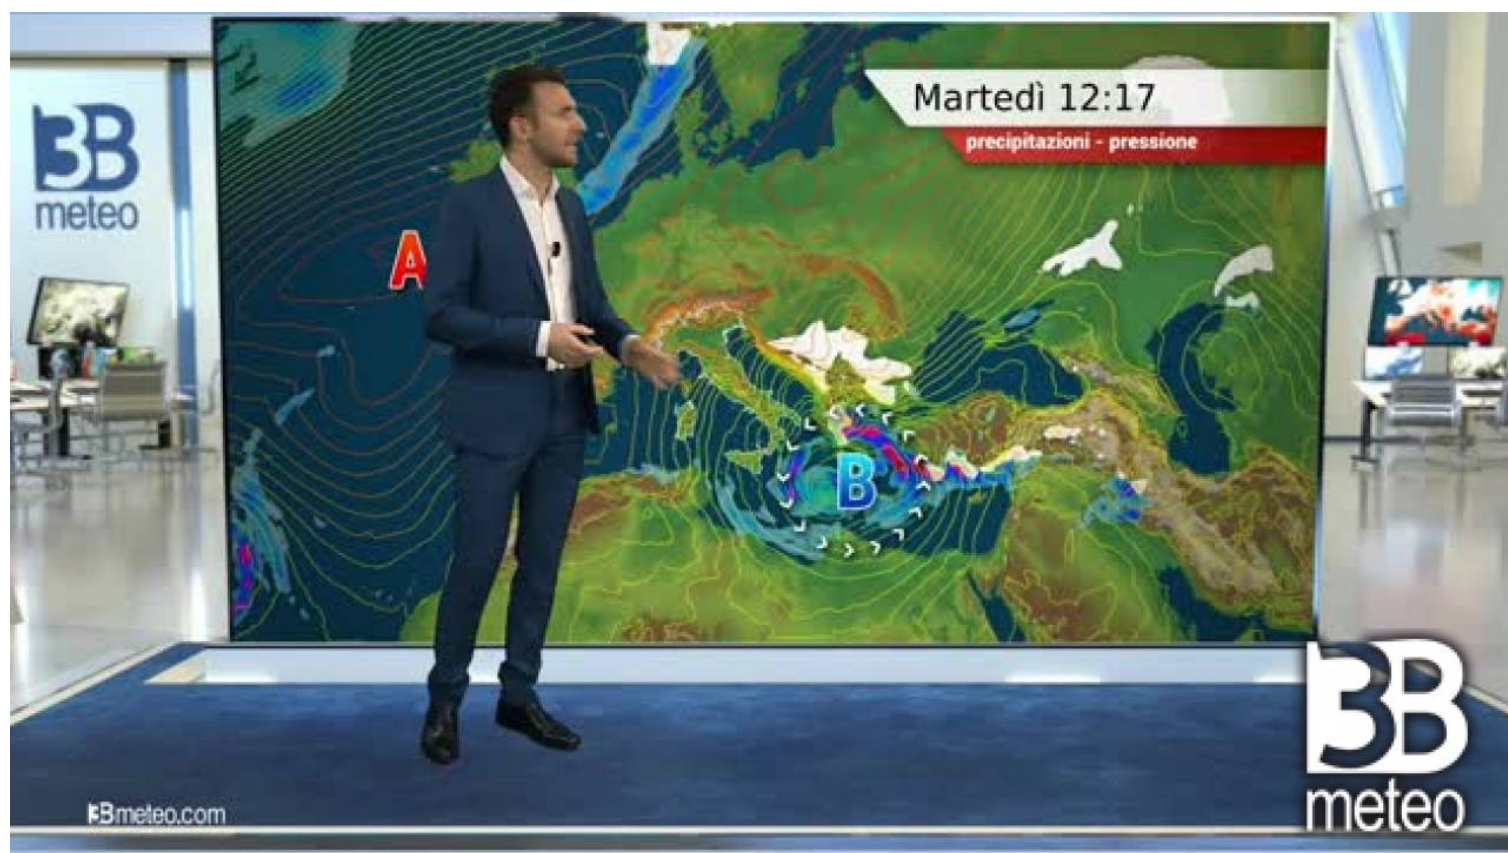 3B
meteo
Martedì 12:17
precipitazioni - pressione
A
B
3Bmeteo.com
3B
meteo